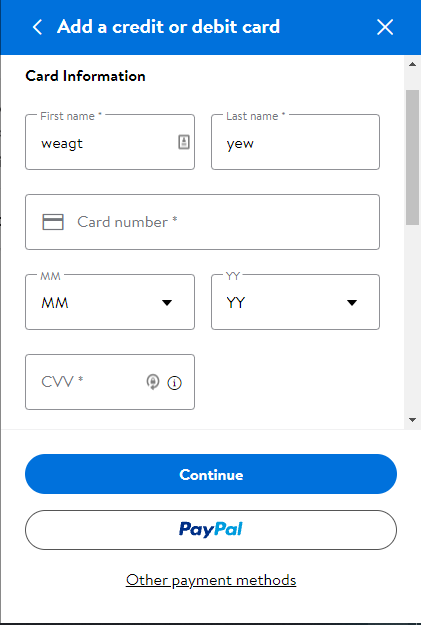 Add a credit or debit card
Card Information
First name *
Last name *
weagt
yew
Card number *
MM
YY
MM
YY
CVV *
Continue
PayPal
Other payment methods